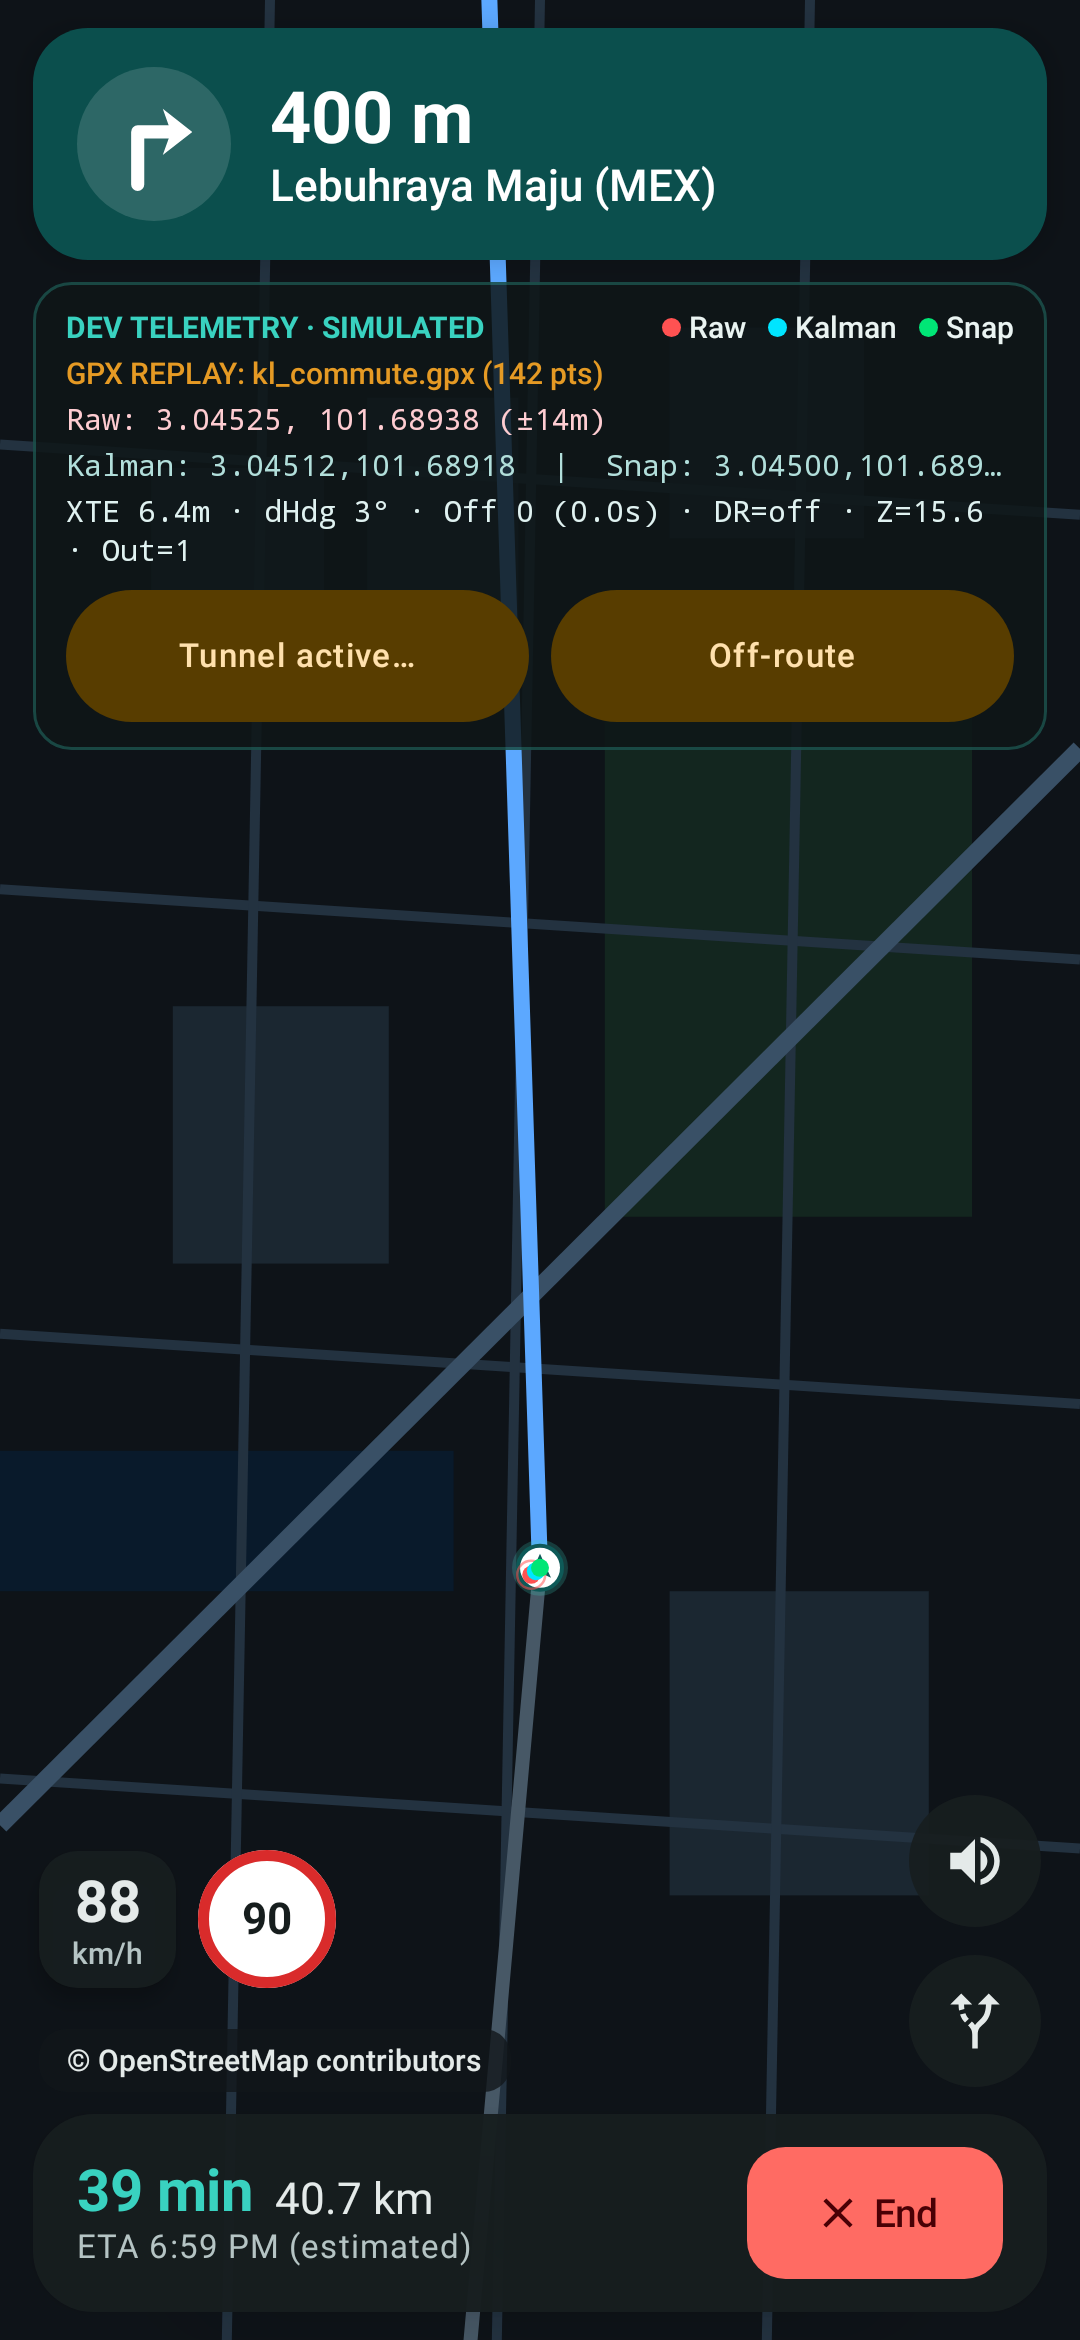 400 m
Lebuhraya Maju (MEX)
DEV TELEMETRY · SIMULATED
Raw Kalman Snap
GPX REPLAY: kl_commute.gpx (142 pts)
Raw: 3.04525, 101.68938 (±14m)
Kalman: 3.04512,101.68918 | Snap: 3.04500,101.689…
XTE 6.4m · dHdg 3° · Off 0 (0.0s) · DR=off · Z=15.6
· Out=1
Tunnel active…
Off-route
88
km/h
90
© OpenStreetMap contributors
39 min 40.7 km
ETA 6:59 PM (estimated)
End